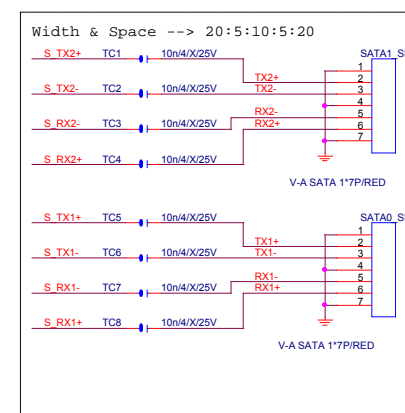 Width & Space --> 20:5:10:5:20
S_TX2+ TC1 10n/4/X/25V SATA1_S
1
TX2+ 2
S_TX2- TC2 10n/4/X/25V TX2- 3
4
RX2- 5
S_RX2- TC3 10n/4/X/25V RX2+ 6
7
S_RX2+ TC4 10n/4/X/25V
V-A SATA 1*7P/RED
S_TX1+ TC5 10n/4/X/25V SATA0_S
1
TX1+ 2
S_TX1- TC6 10n/4/X/25V TX1- 3
4
RX1- 5
S_RX1- TC7 10n/4/X/25V RX1+ 6
7
S_RX1+ TC8 10n/4/X/25V
V-A SATA 1*7P/RED